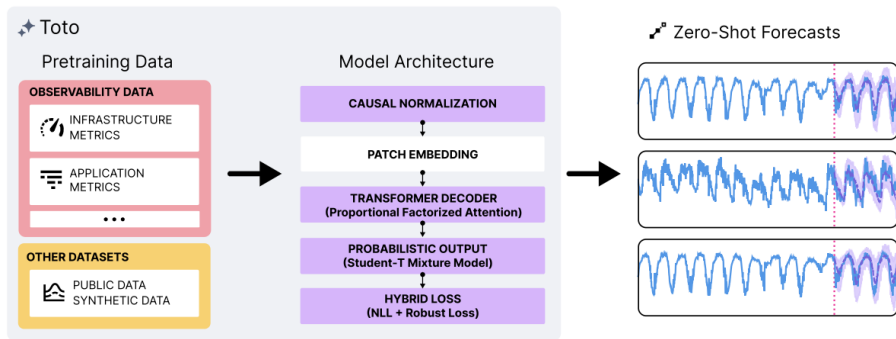 Toto
Pretraining Data
OBSERVABILITY DATA
INFRASTRUCTURE
METRICS
APPLICATION
METRICS
...
OTHER DATASETS
PUBLIC DATA
SYNTHETIC DATA
Model Architecture
CAUSAL NORMALIZATION
PATCH EMBEDDING
TRANSFORMER DECODER
(Proportional Factorized Attention)
PROBABILISTIC OUTPUT
(Student-T Mixture Model)
HYBRID LOSS
(NLL + Robust Loss)
Zero-Shot Forecasts